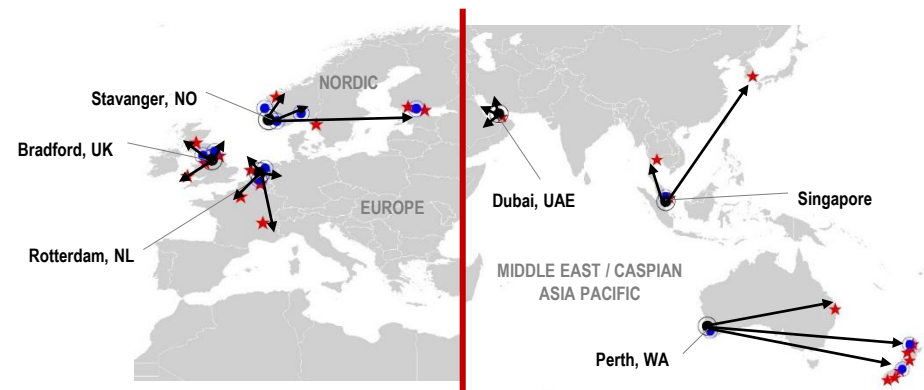 NORDIC
Stavanger, NO
Bradford, UK
EUROPE
Rotterdam, NL
Dubai, UAE
Singapore
MIDDLE EAST / CASPIAN
ASIA PACIFIC
Perth, WA